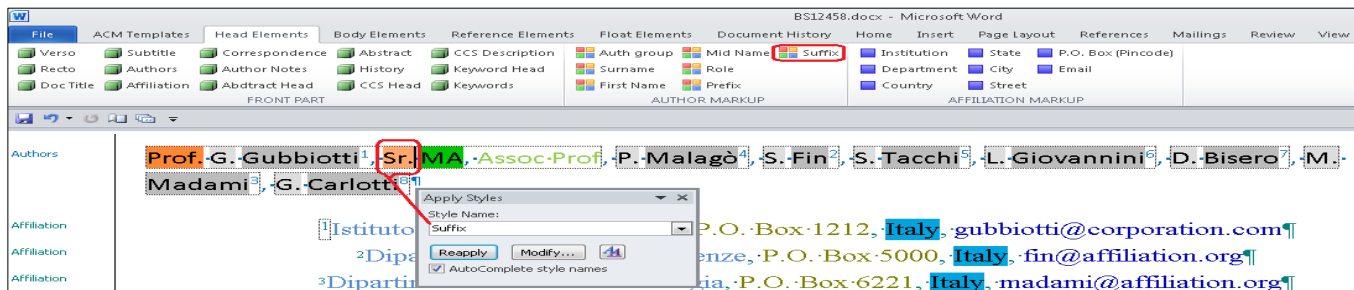 W BS12458.docx - Microsoft Word
File ACM Templates Head Elements Body Elements Reference Elements Float Elements Document History Home Insert Page Layout References Mailings Review View
Verso Subtitle Correspondence Abstract CCS Description Auth group Mid Name Suffix Institution State P.O. Box (Pincode)
Recto Authors Author Notes History Keyword Head Surname Role Department City Email
Doc Title Affiliation Abdtract Head CCS Head Keywords First Name Prefix Country Street
FRONT PART AUTHOR MARKUP AFFILIATION MARKUP
Authors Prof.·G.·Gubbiotti¹,·Sr.·MA,·Assoc·Prof,·P.·Malagò⁴,·S.·Fin²,·S.·Tacchi⁵,·L.·Giovannini⁶,·D.·Bisero⁷,·M.·
Madami³,·G.·Carlotti⁸¶
Apply Styles
Style Name:
Affiliation ¹Istituto Suffix P.O.·Box·1212,·Italy,·gubbiotti@corporation.com¶
Affiliation ²Dipa Reapply Modify... nze,·P.O.·Box·5000,·Italy,·fin@affiliation.org¶
AutoComplete style names
Affiliation ³Dipartim gia,·P.O.·Box·6221,·Italy,·madami@affiliation.org¶